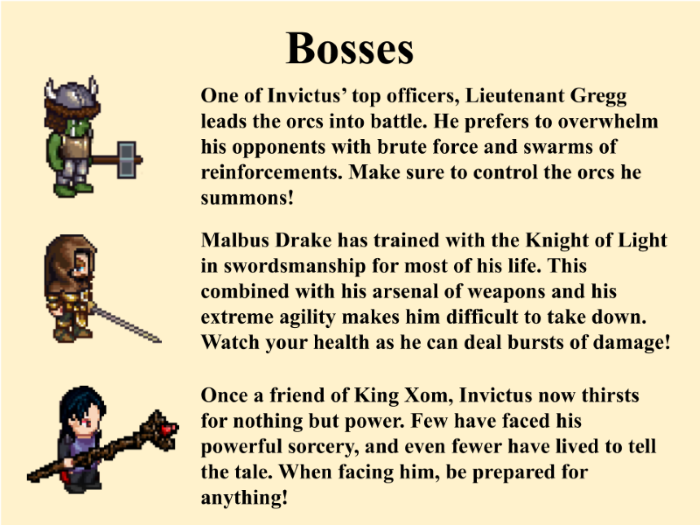 Bosses
One of Invictus’ top officers, Lieutenant Gregg
leads the orcs into battle. He prefers to overwhelm
his opponents with brute force and swarms of
reinforcements. Make sure to control the orcs he
summons!
Malbus Drake has trained with the Knight of Light
in swordsmanship for most of his life. This
combined with his arsenal of weapons and his
extreme agility makes him difficult to take down.
Watch your health as he can deal bursts of damage!
Once a friend of King Xom, Invictus now thirsts
for nothing but power. Few have faced his
powerful sorcery, and even fewer have lived to tell
the tale. When facing him, be prepared for
anything!